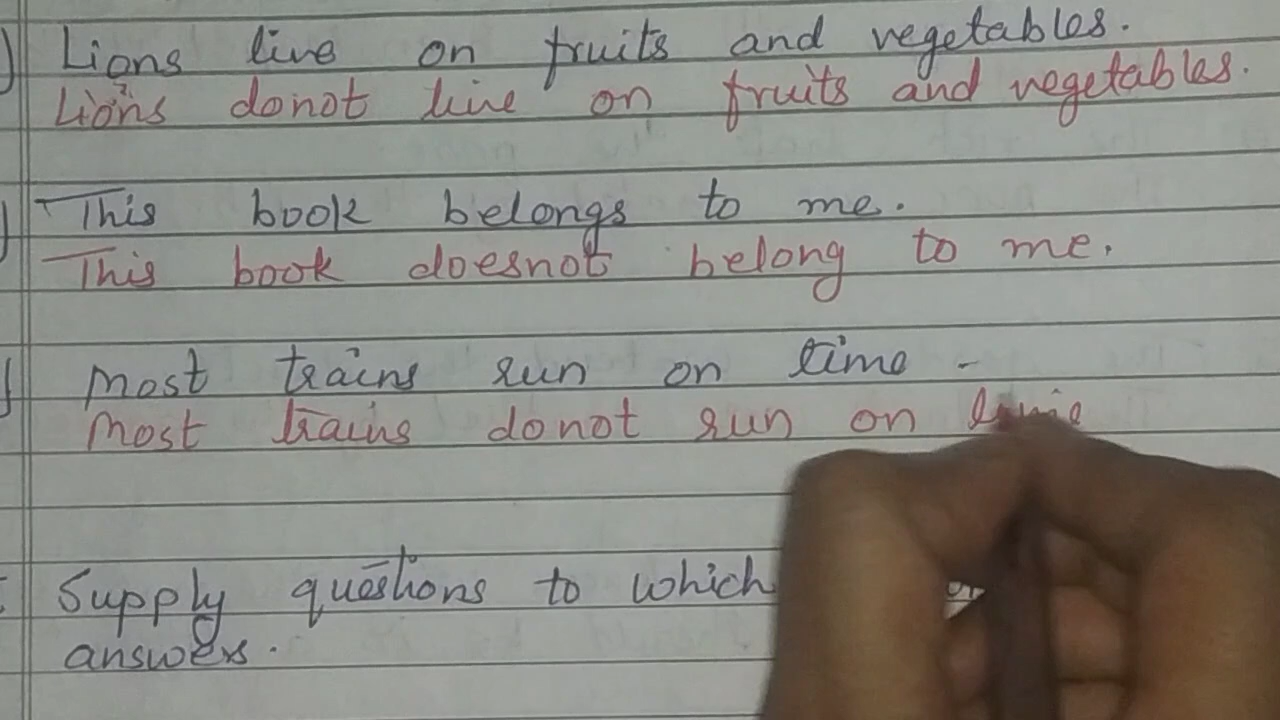 Lions live on fruits and vegetables.
Lions donot live on fruits and vegetables.
This book belongs to me.
This book doesnot belong to me.
Most trains run on time -
Most trains donot run on time
Supply questions to which
answers.